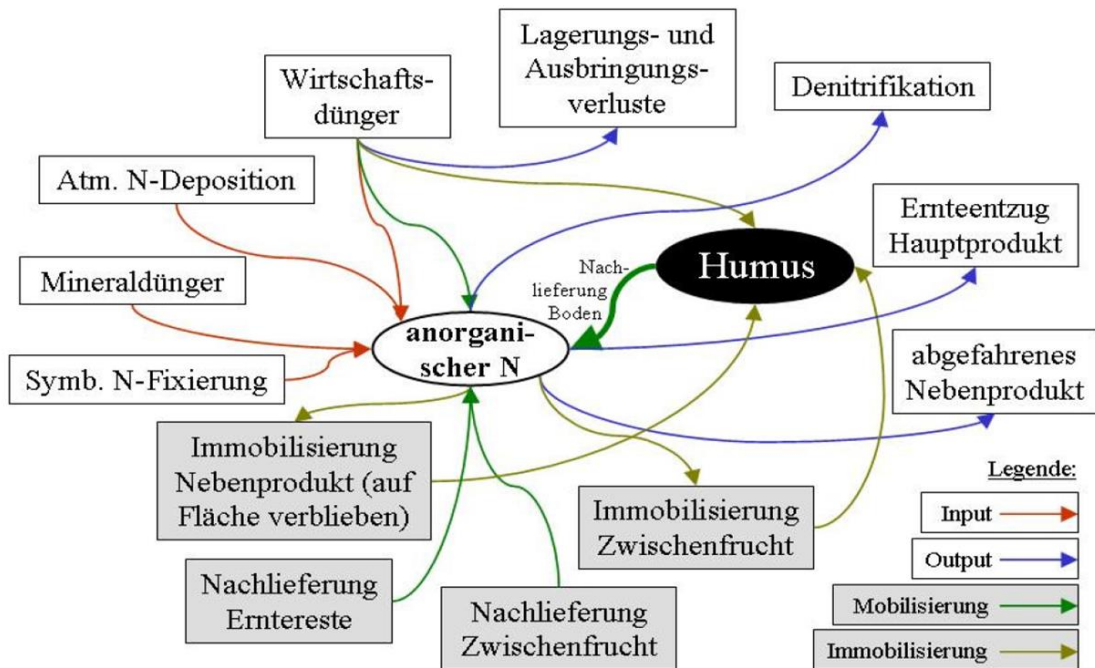 Wirtschafts-
dünger
Lagerungs- und
Ausbringungs-
verluste
Denitrifikation
Atm. N-Deposition
Ernteentzug
Hauptprodukt
Mineraldünger
Humus
Nach-
lieferung
Boden
anorgani-
scher N
Symb. N-Fixierung
abgefahrenes
Nebenprodukt
Immobilisierung
Nebenprodukt (auf
Fläche verblieben)
Immobilisierung
Zwischenfrucht
Nachlieferung
Erntereste
Nachlieferung
Zwischenfrucht
Legende:
Input
Output
Mobilisierung
Immobilisierung